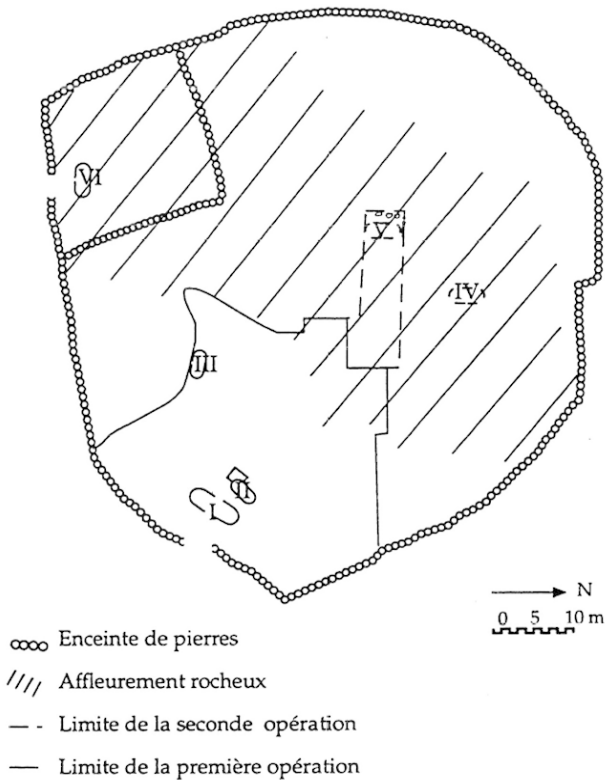 VI
V
IV
III
II
I
N
0 5 10 m
Enceinte de pierres
Affleurement rocheux
Limite de la seconde opération
Limite de la première opération